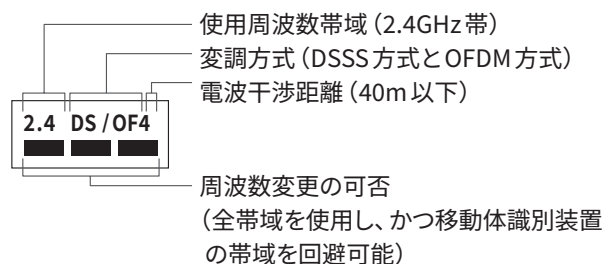 使用周波数帯域（2.4GHz帯）
変調方式（DSSS方式とOFDM方式）
電波干渉距離（40m以下）
2.4 DS/OF4
周波数変更の可否
（全帯域を使用し、かつ移動体識別装置
の帯域を回避可能）